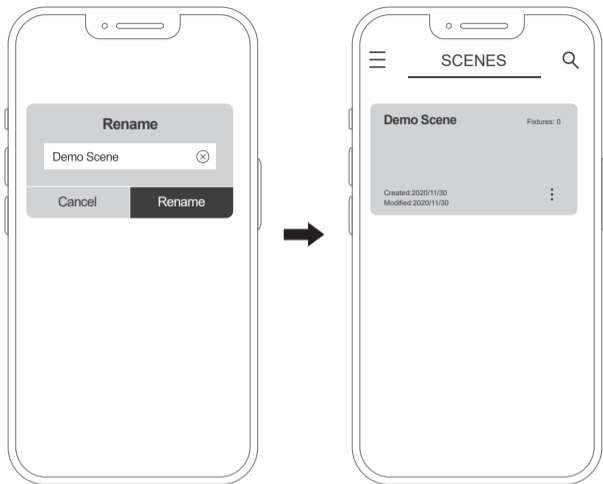 Rename
Demo Scene
Cancel
Rename
SCENES
Demo Scene
Fixtures: 0
Created:2020/11/30
Modified:2020/11/30